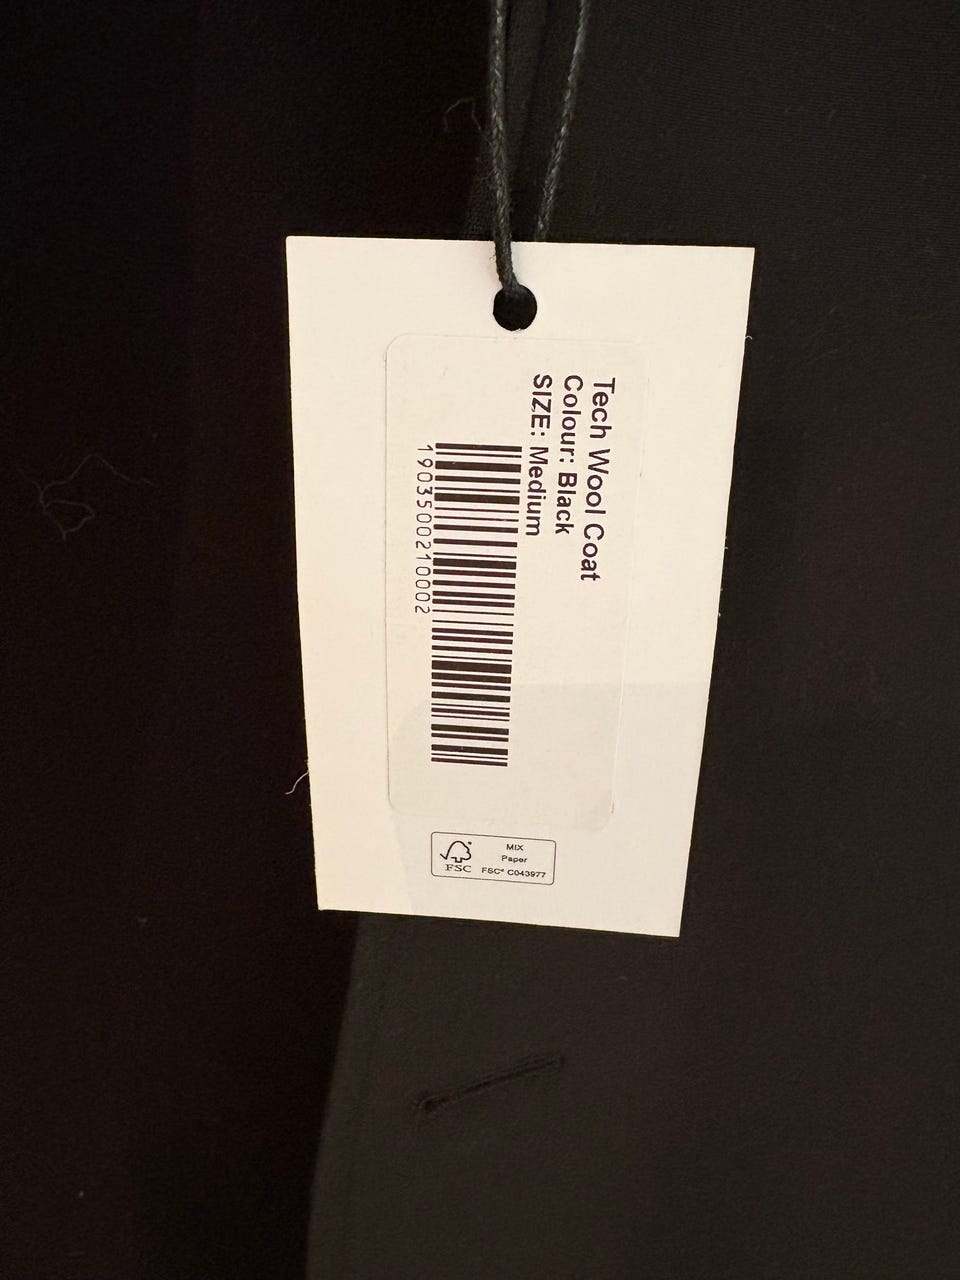 Tech Wool Coat
Colour: Black
SIZE: Medium
1903500210002
FSC
MIX
Paper
FSC® C043977